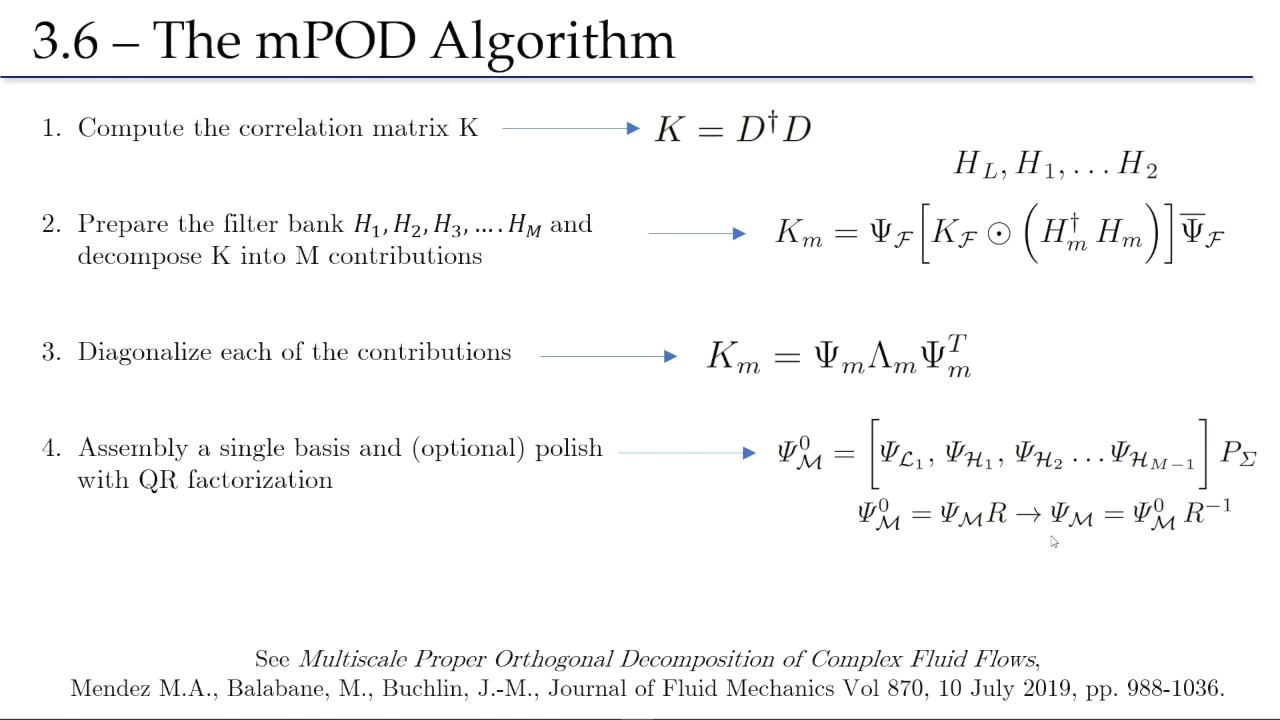 3.6 – The mPOD Algorithm
1. Compute the correlation matrix K
K = D†D
H_L, H_1, . . . H_2
2. Prepare the filter bank H_1, H_2, H_3, .... H_M and
decompose K into M contributions
K_m = Ψ_ℱ [K_ℱ ⊙ (H_m† H_m)] Ψ̅_ℱ
3. Diagonalize each of the contributions
K_m = Ψ_m Λ_m Ψ_m^T
4. Assembly a single basis and (optional) polish
with QR factorization
Ψ_ℳ^0 = [Ψ_ℒ_1, Ψ_ℋ_1, Ψ_ℋ_2 . . . Ψ_ℋ_{M−1}] P_Σ
Ψ_ℳ^0 = Ψ_ℳ R → Ψ_ℳ = Ψ_ℳ^0 R^{−1}
See Multiscale Proper Orthogonal Decomposition of Complex Fluid Flows,
Mendez M.A., Balabane, M., Buchlin, J.-M., Journal of Fluid Mechanics Vol 870, 10 July 2019, pp. 988-1036.